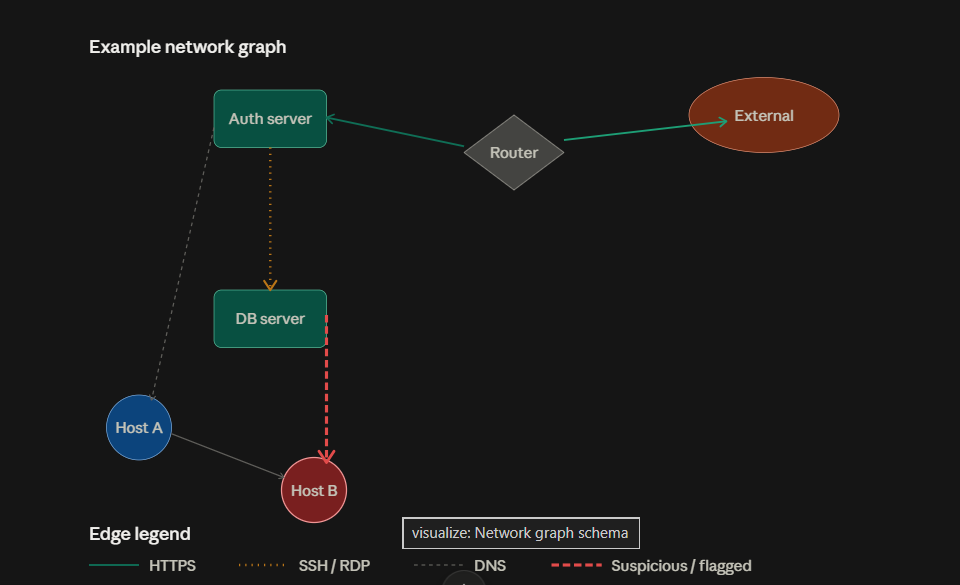 Example network graph
Auth server
External
Router
DB server
Host A
Host B
Edge legend
visualize: Network graph schema
HTTPS
SSH / RDP
DNS
Suspicious / flagged